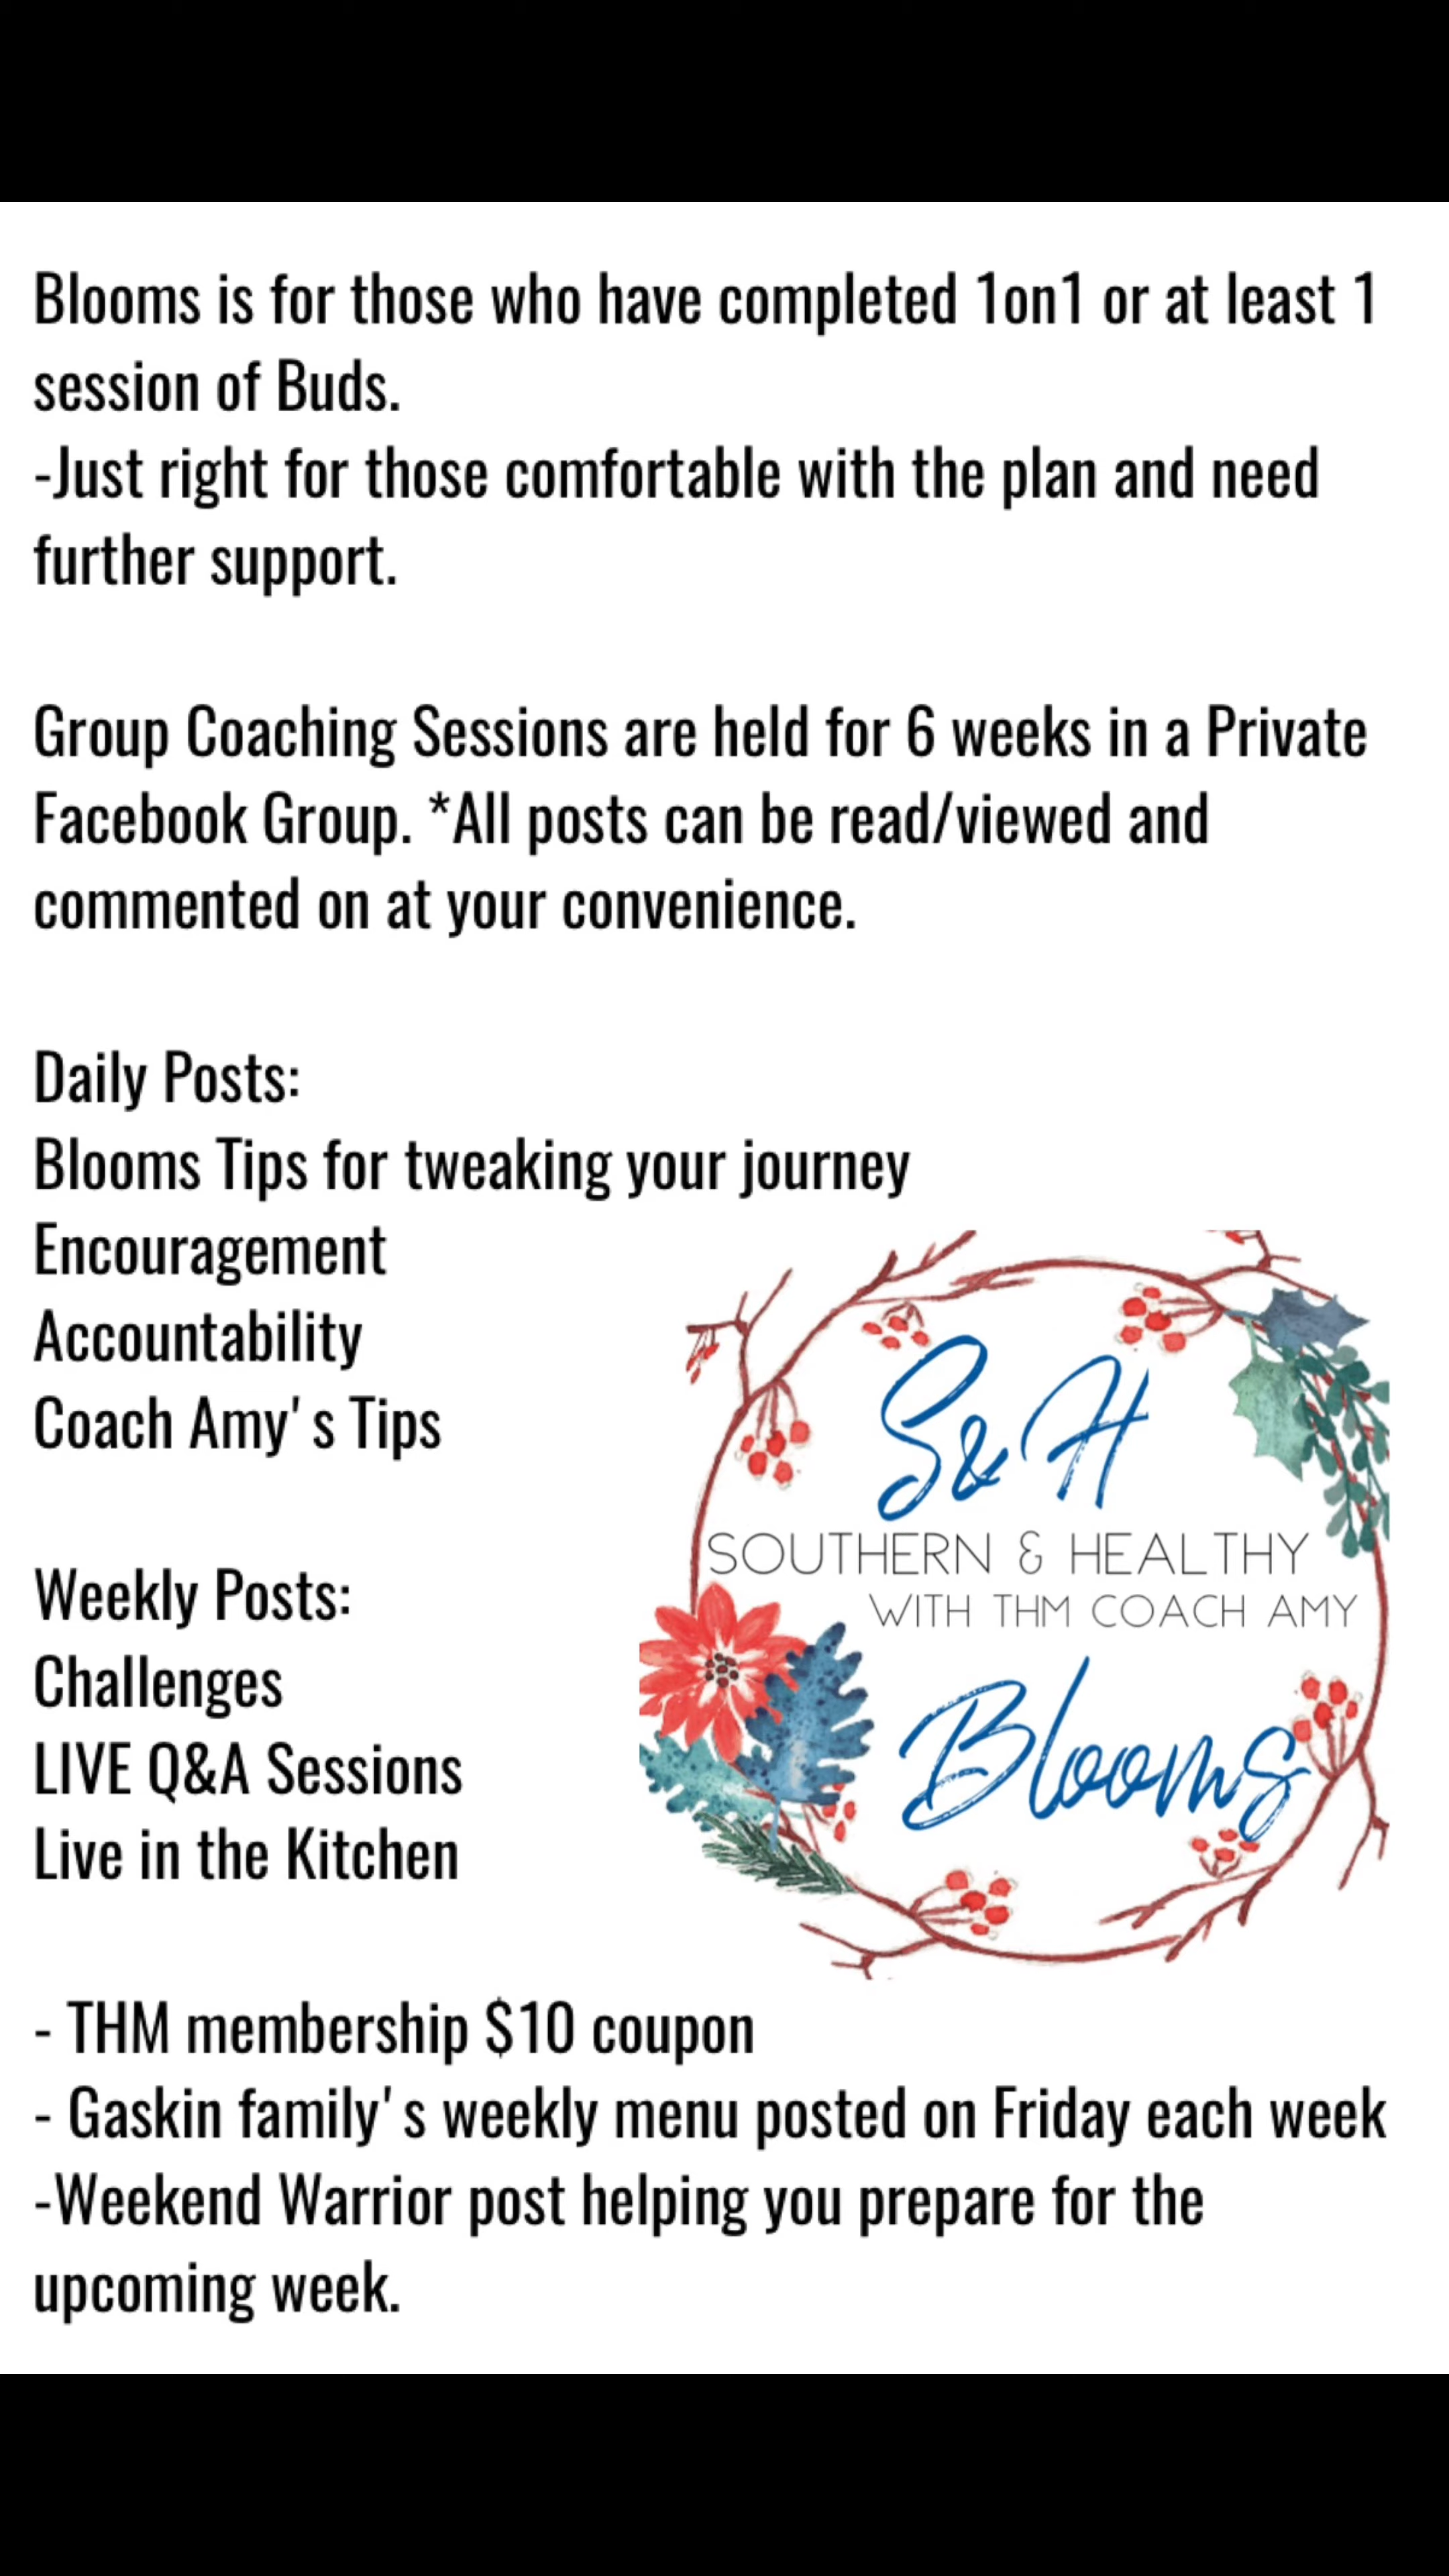 Blooms is for those who have completed 1on1 or at least 1
session of Buds.
-Just right for those comfortable with the plan and need
further support.
Group Coaching Sessions are held for 6 weeks in a Private
Facebook Group. *All posts can be read/viewed and
commented on at your convenience.
Daily Posts:
Blooms Tips for tweaking your journey
Encouragement
Accountability
Coach Amy's Tips
Weekly Posts:
Challenges
LIVE Q&A Sessions
Live in the Kitchen
S&H
SOUTHERN & HEALTHY
WITH THM COACH AMY
Blooms
- THM membership $10 coupon
- Gaskin family's weekly menu posted on Friday each week
-Weekend Warrior post helping you prepare for the
upcoming week.